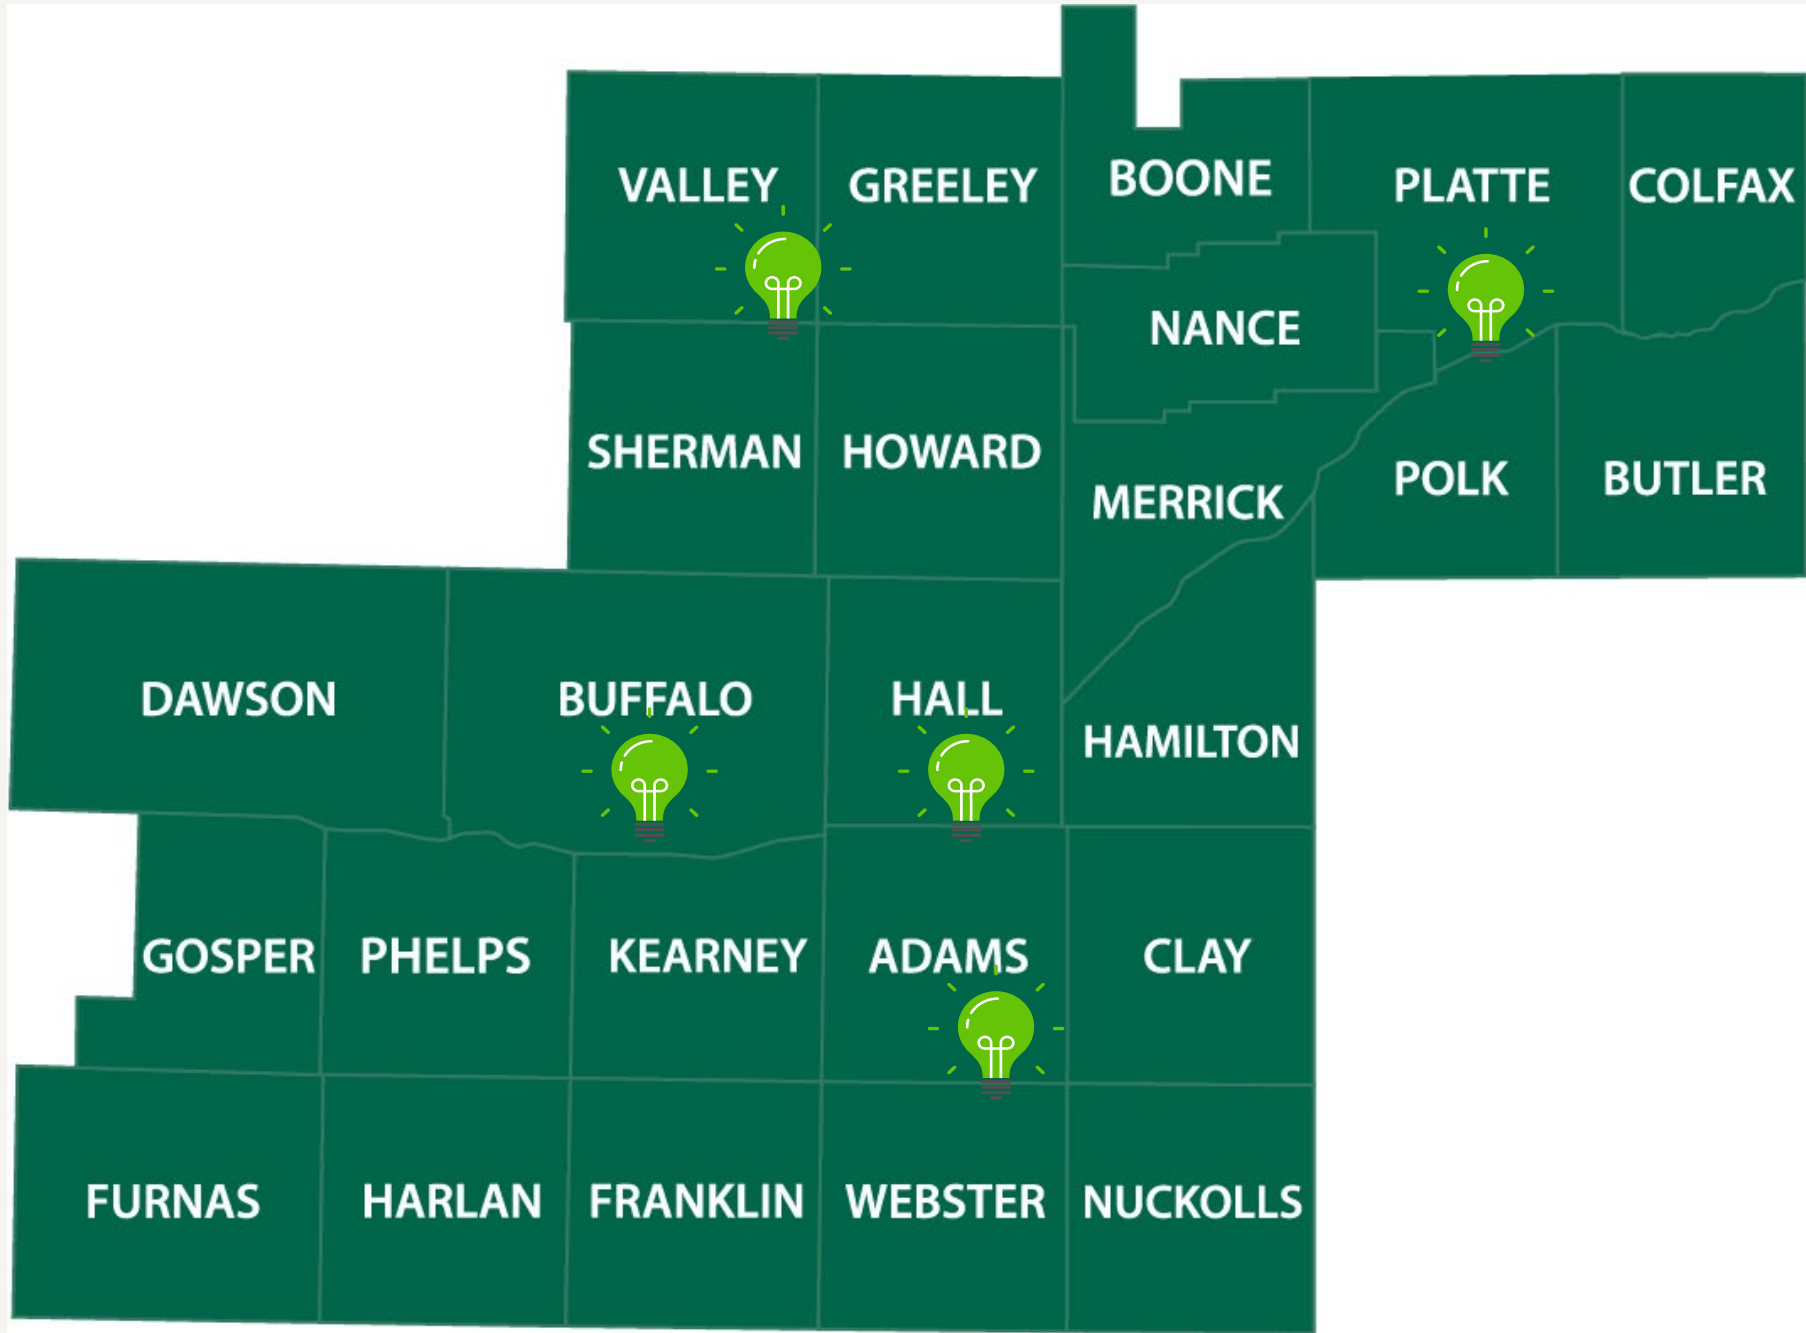 VALLEY
GREELEY
BOONE
PLATTE
COLFAX
NANCE
SHERMAN
HOWARD
MERRICK
POLK
BUTLER
DAWSON
BUFFALO
HALL
HAMILTON
GOSPER
PHELPS
KEARNEY
ADAMS
CLAY
FURNAS
HARLAN
FRANKLIN
WEBSTER
NUCKOLLS